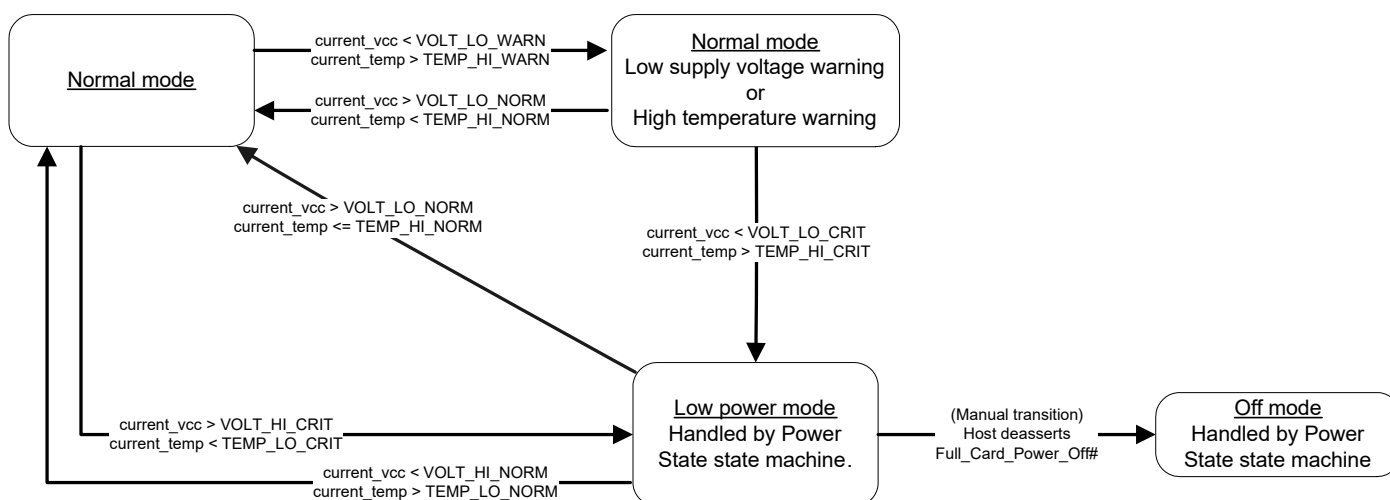 Normal mode
current_vcc < VOLT_LO_WARN
current_temp > TEMP_HI_WARN
current_vcc > VOLT_LO_NORM
current_temp < TEMP_HI_NORM
Normal mode
Low supply voltage warning
or
High temperature warning
current_vcc > VOLT_LO_NORM
current_temp <= TEMP_HI_NORM
current_vcc < VOLT_LO_CRIT
current_temp > TEMP_HI_CRIT
current_vcc > VOLT_HI_CRIT
current_temp < TEMP_LO_CRIT
current_vcc < VOLT_HI_NORM
current_temp > TEMP_LO_NORM
Low power mode
Handled by Power
State state machine.
(Manual transition)
Host deasserts
Full_Card_Power_Off#
Off mode
Handled by Power
State state machine